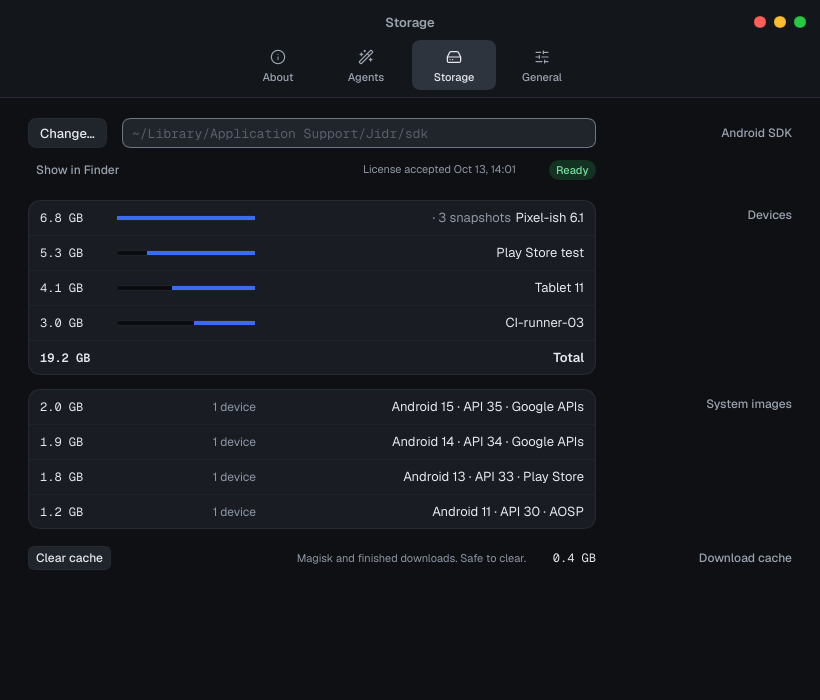 Storage
About
Agents
Storage
General
Change...
~/Library/Application Support/Jidr/sdk
Android SDK
Show in Finder
License accepted Oct 13, 14:01
Ready
Devices
6.8 GB
· 3 snapshots Pixel-ish 6.1
5.3 GB
Play Store test
4.1 GB
Tablet 11
3.0 GB
CI-runner-03
19.2 GB
Total
System images
2.0 GB
1 device
Android 15 · API 35 · Google APIs
1.9 GB
1 device
Android 14 · API 34 · Google APIs
1.8 GB
1 device
Android 13 · API 33 · Play Store
1.2 GB
1 device
Android 11 · API 30 · AOSP
Clear cache
Magisk and finished downloads. Safe to clear.
0.4 GB
Download cache